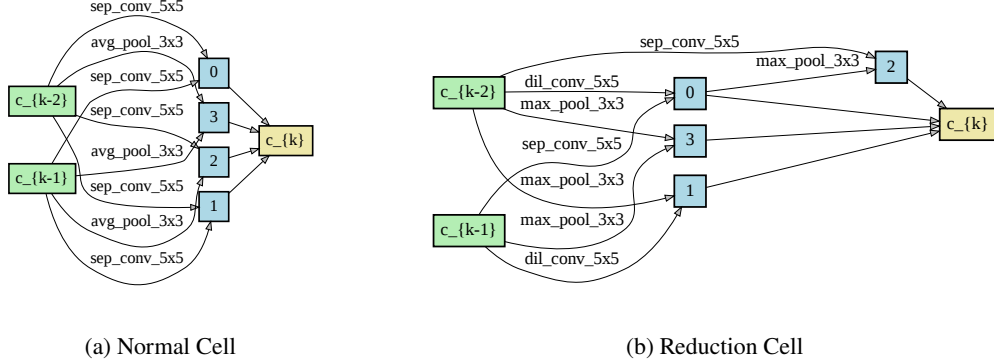 sep_conv_5x5
avg_pool_3x3
sep_conv_5x5
sep_conv_5x5
avg_pool_3x3
sep_conv_5x5
avg_pool_3x3
sep_conv_5x5
c_{k-2}
c_{k-1}
0
3
2
1
c_{k}
(a) Normal Cell
sep_conv_5x5
max_pool_3x3
dil_conv_5x5
max_pool_3x3
sep_conv_5x5
max_pool_3x3
max_pool_3x3
dil_conv_5x5
c_{k-2}
c_{k-1}
2
0
3
1
c_{k}
(b) Reduction Cell